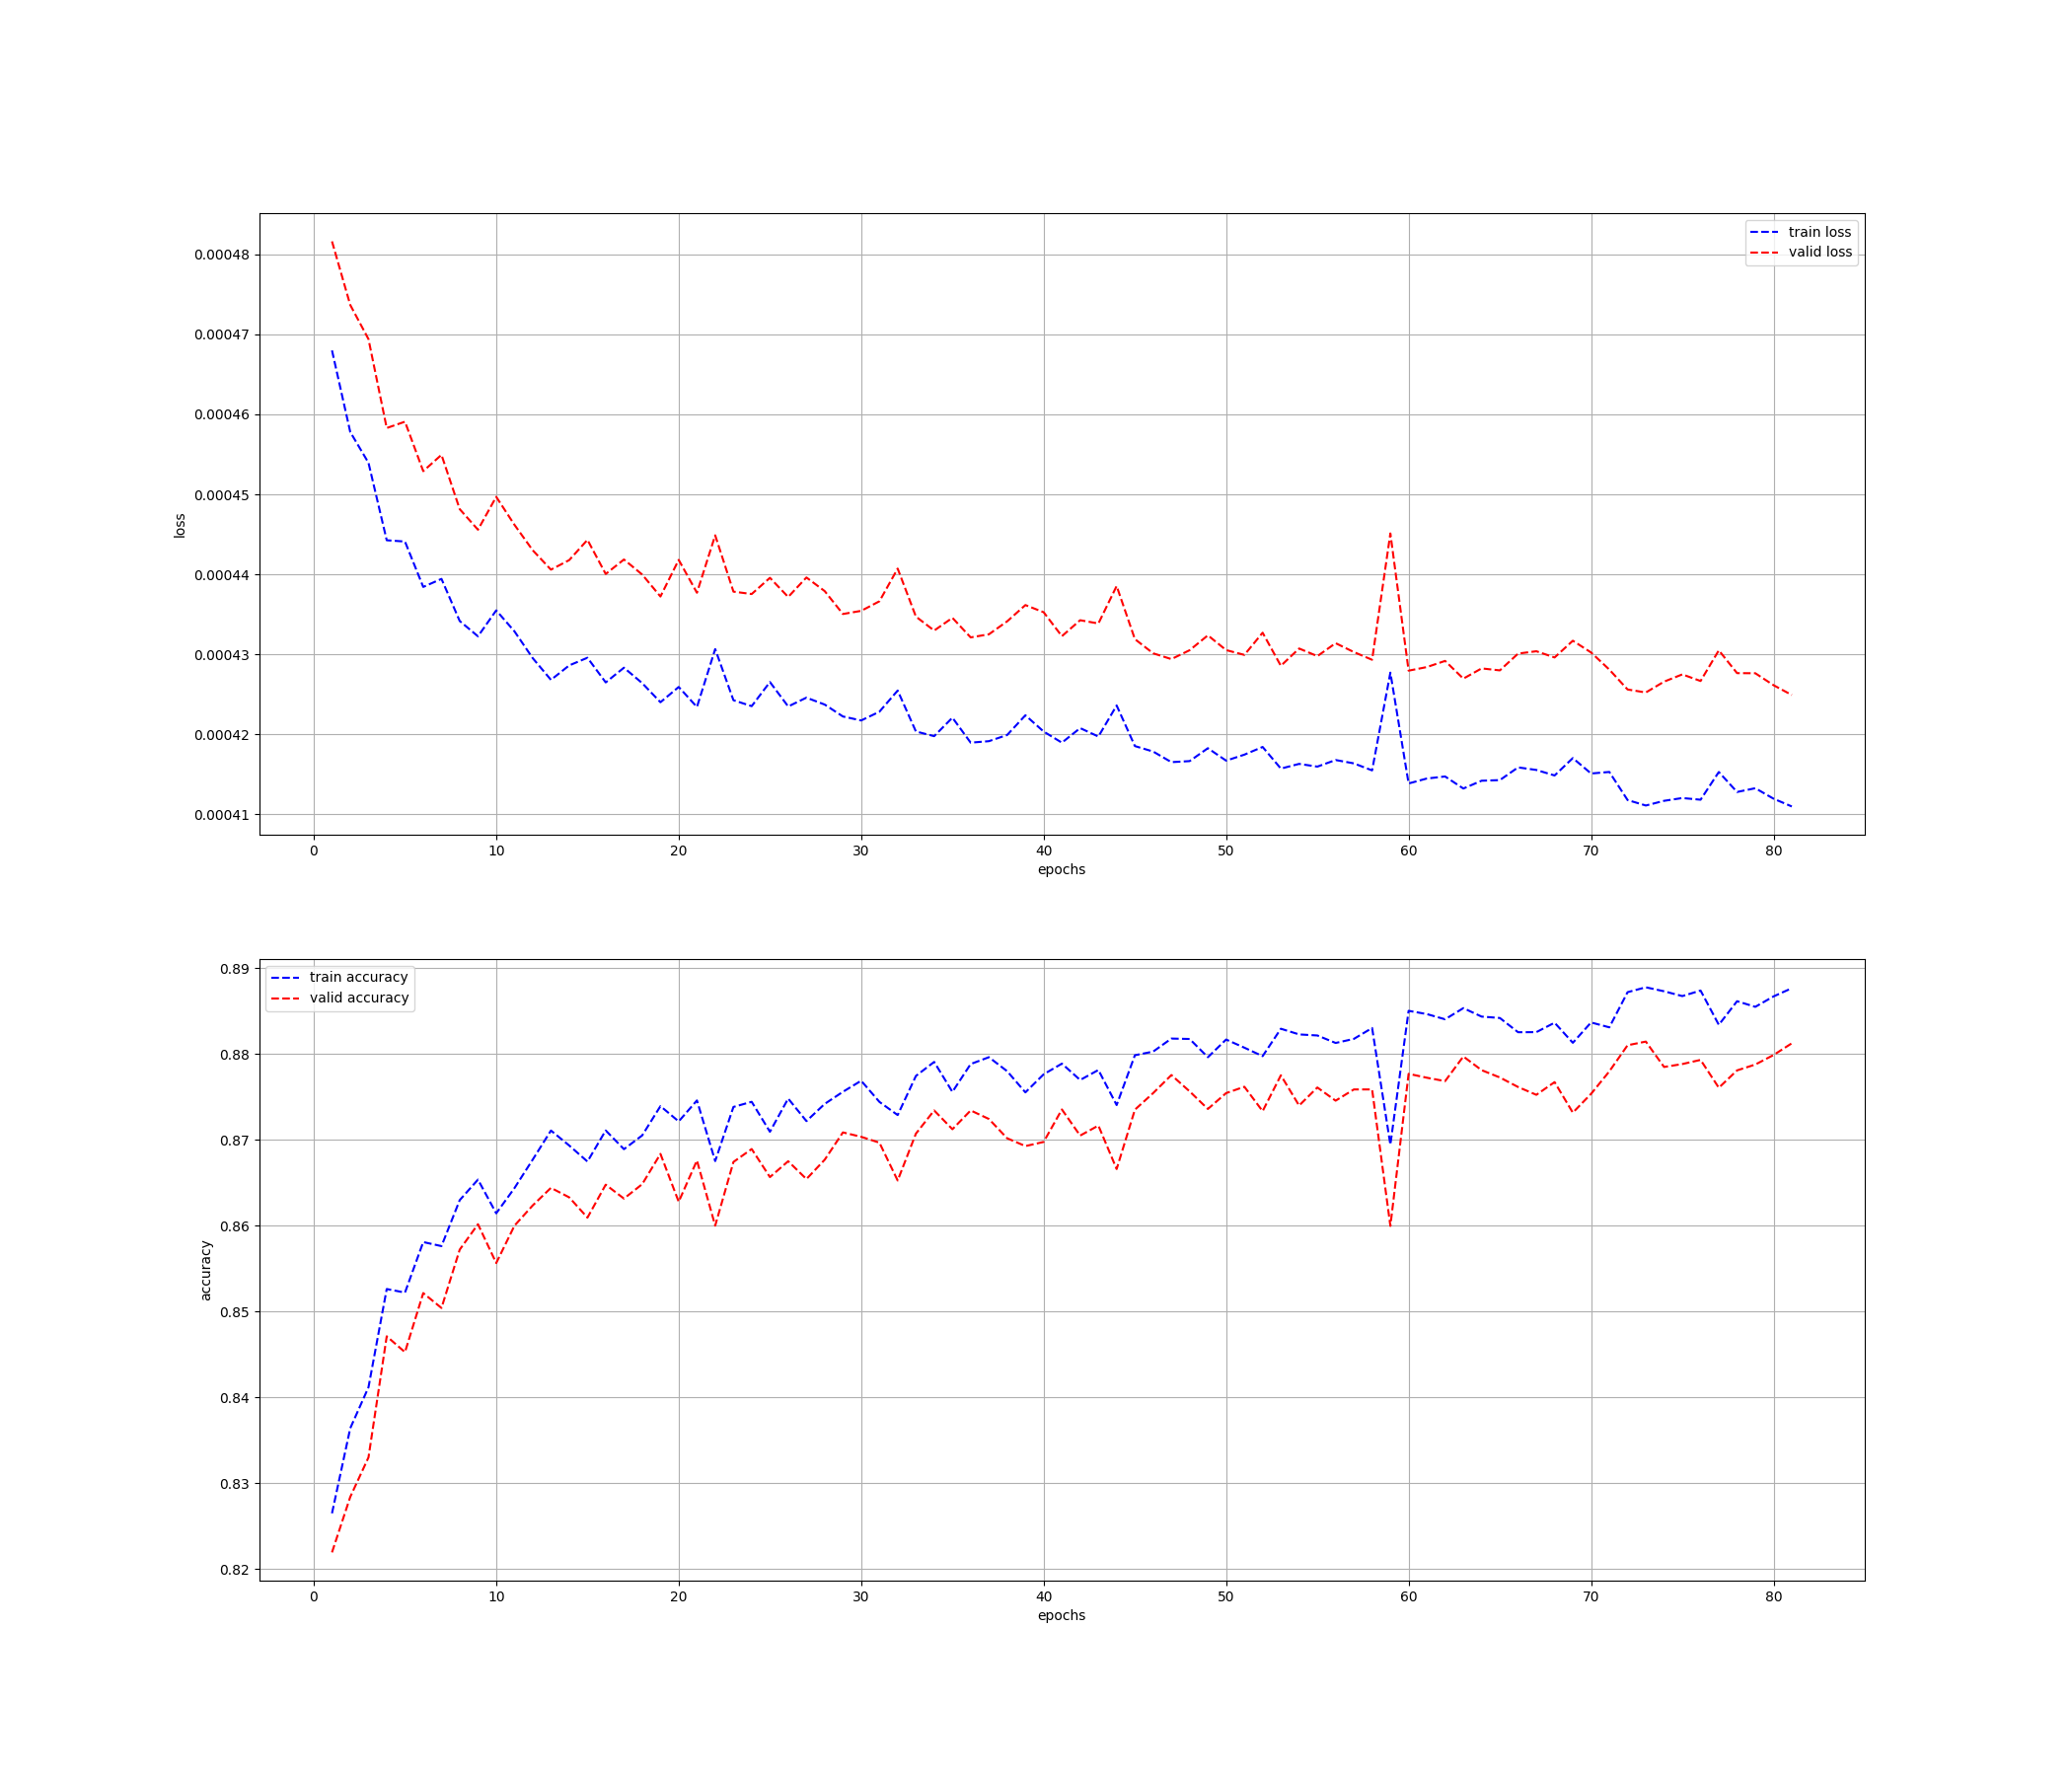 train loss
valid loss
0.00048
0.00047
0.00046
0.00045
0.00044
0.00043
0.00042
0.00041
loss
0 10 20 30 40 50 60 70 80
epochs
train accuracy
valid accuracy
0.89
0.88
0.87
0.86
0.85
0.84
0.83
0.82
accuracy
0 10 20 30 40 50 60 70 80
epochs